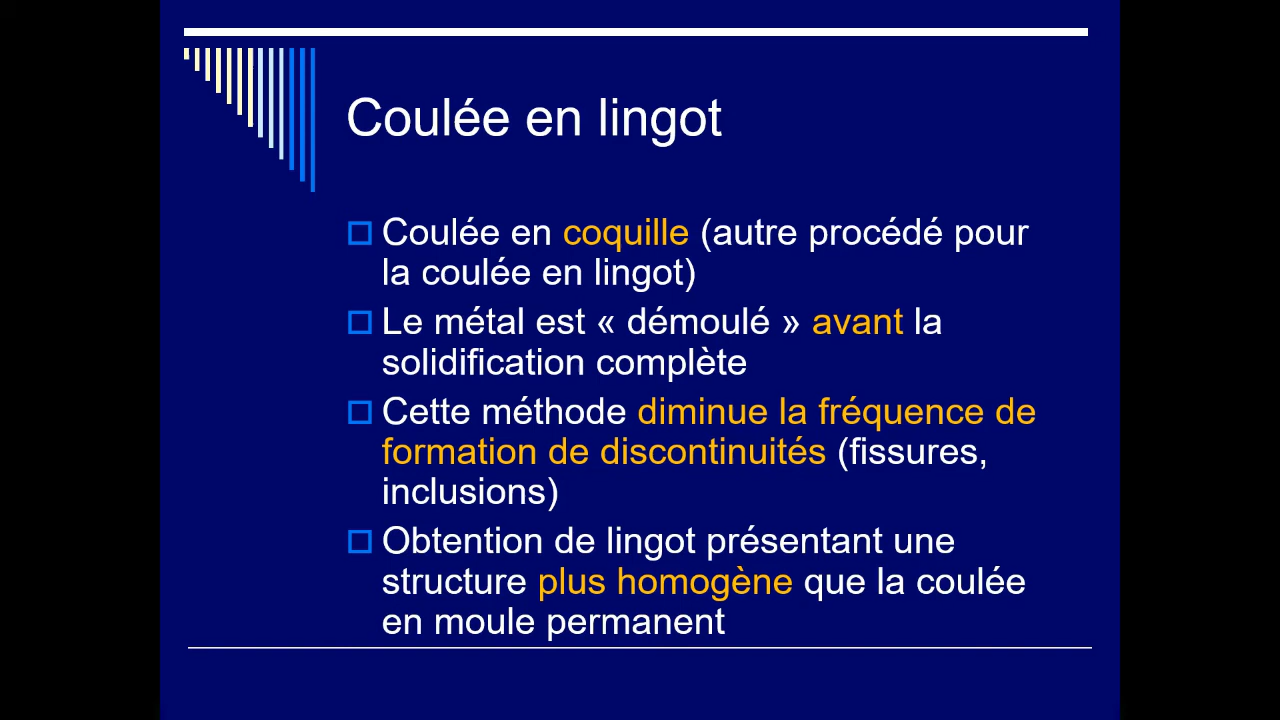 Coulée en lingot
Coulée en coquille (autre procédé pour
la coulée en lingot)
Le métal est « démoulé » avant la
solidification complète
Cette méthode diminue la fréquence de
formation de discontinuités (fissures,
inclusions)
Obtention de lingot présentant une
structure plus homogène que la coulée
en moule permanent